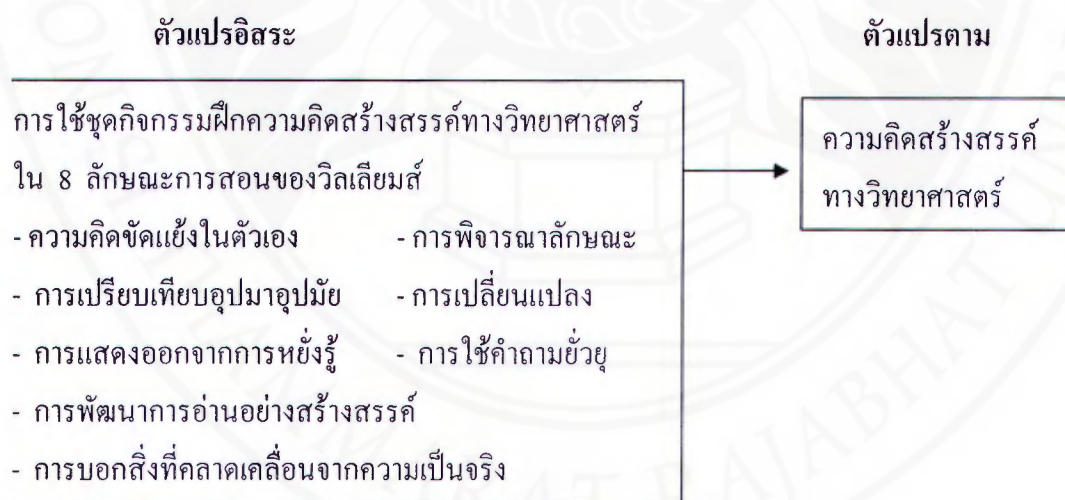 ตัวแปรอิสระ ตัวแปรตาม
การใช้ชุดกิจกรรมฝึกความคิดสร้างสรรค์ทางวิทยาศาสตร์
ใน 8 ลักษณะการสอนของวิลเลียมส์
- ความคิดขัดแย้งในตัวเอง - การพิจารณาลักษณะ
- การเปรียบเทียบอุปมาอุปมัย - การเปลี่ยนแปลง
- การแสดงออกจากการหยั่งรู้ - การใช้คำถามยั่วยุ
- การพัฒนาการอ่านอย่างสร้างสรรค์
- การบอกสิ่งที่คลาดเคลื่อนจากความเป็นจริง
ความคิดสร้างสรรค์
ทางวิทยาศาสตร์
RAJABHAT